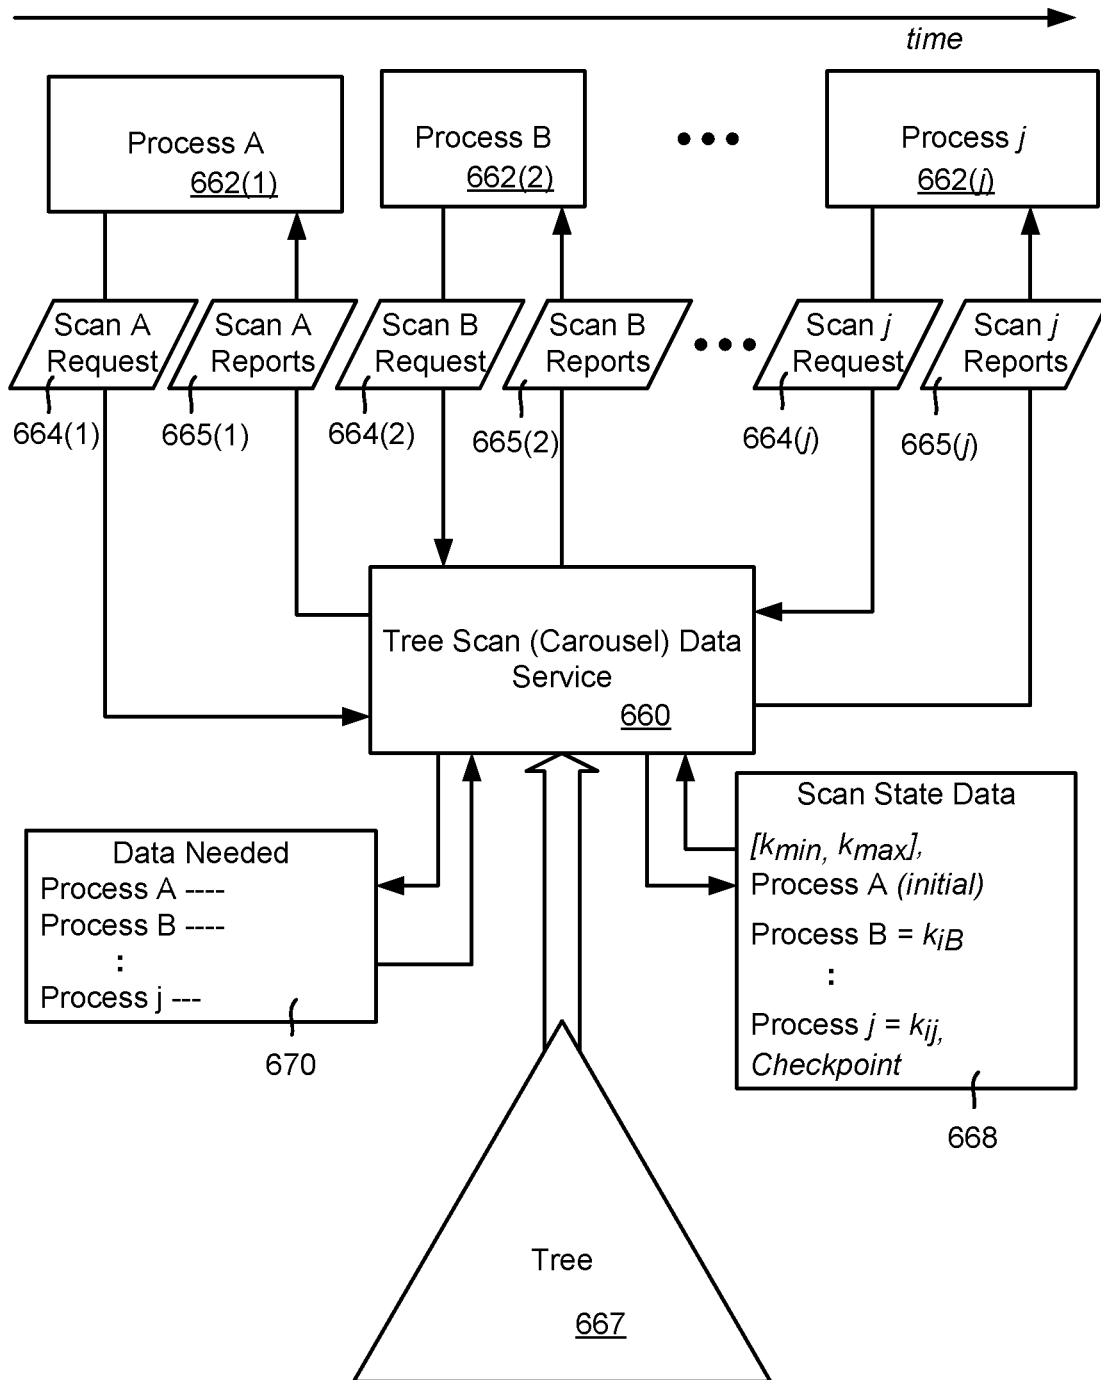 time
Process A
662(1)
Process B
662(2)
Process j
662(j)
Scan A
Request
Scan A
Reports
Scan B
Request
Scan B
Reports
Scan j
Request
Scan j
Reports
664(1)
665(1)
664(2)
665(2)
664(j)
665(j)
Tree Scan (Carousel) Data
Service
660
Data Needed
Process A ----
Process B ----
:
Process j ---
670
Scan State Data
[kmin, kmax],
Process A (initial)
Process B = kiB
:
Process j = kij,
Checkpoint
668
Tree
667